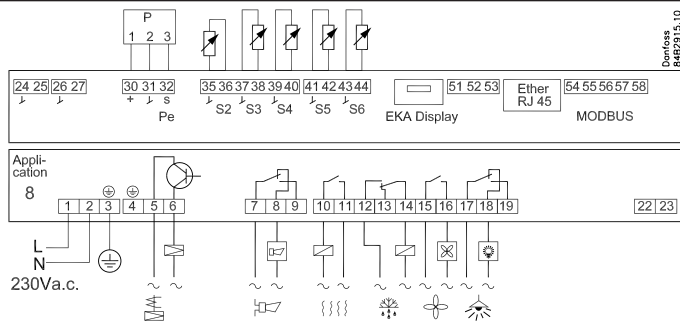 Danfoss
84B2915.10
P
1 2 3
24 25 26 27 30 31 32 35 36 37 38 39 40 41 42 43 44 51 52 53 Ether RJ 45 54 55 56 57 58
+ s S2 S3 S4 S5 S6
Pe EKA Display MODBUS
Appli-
cation
8
1 2 3 4 5 6 7 8 9 10 11 12 13 14 15 16 17 18 19 22 23
L
N
230Va.c.